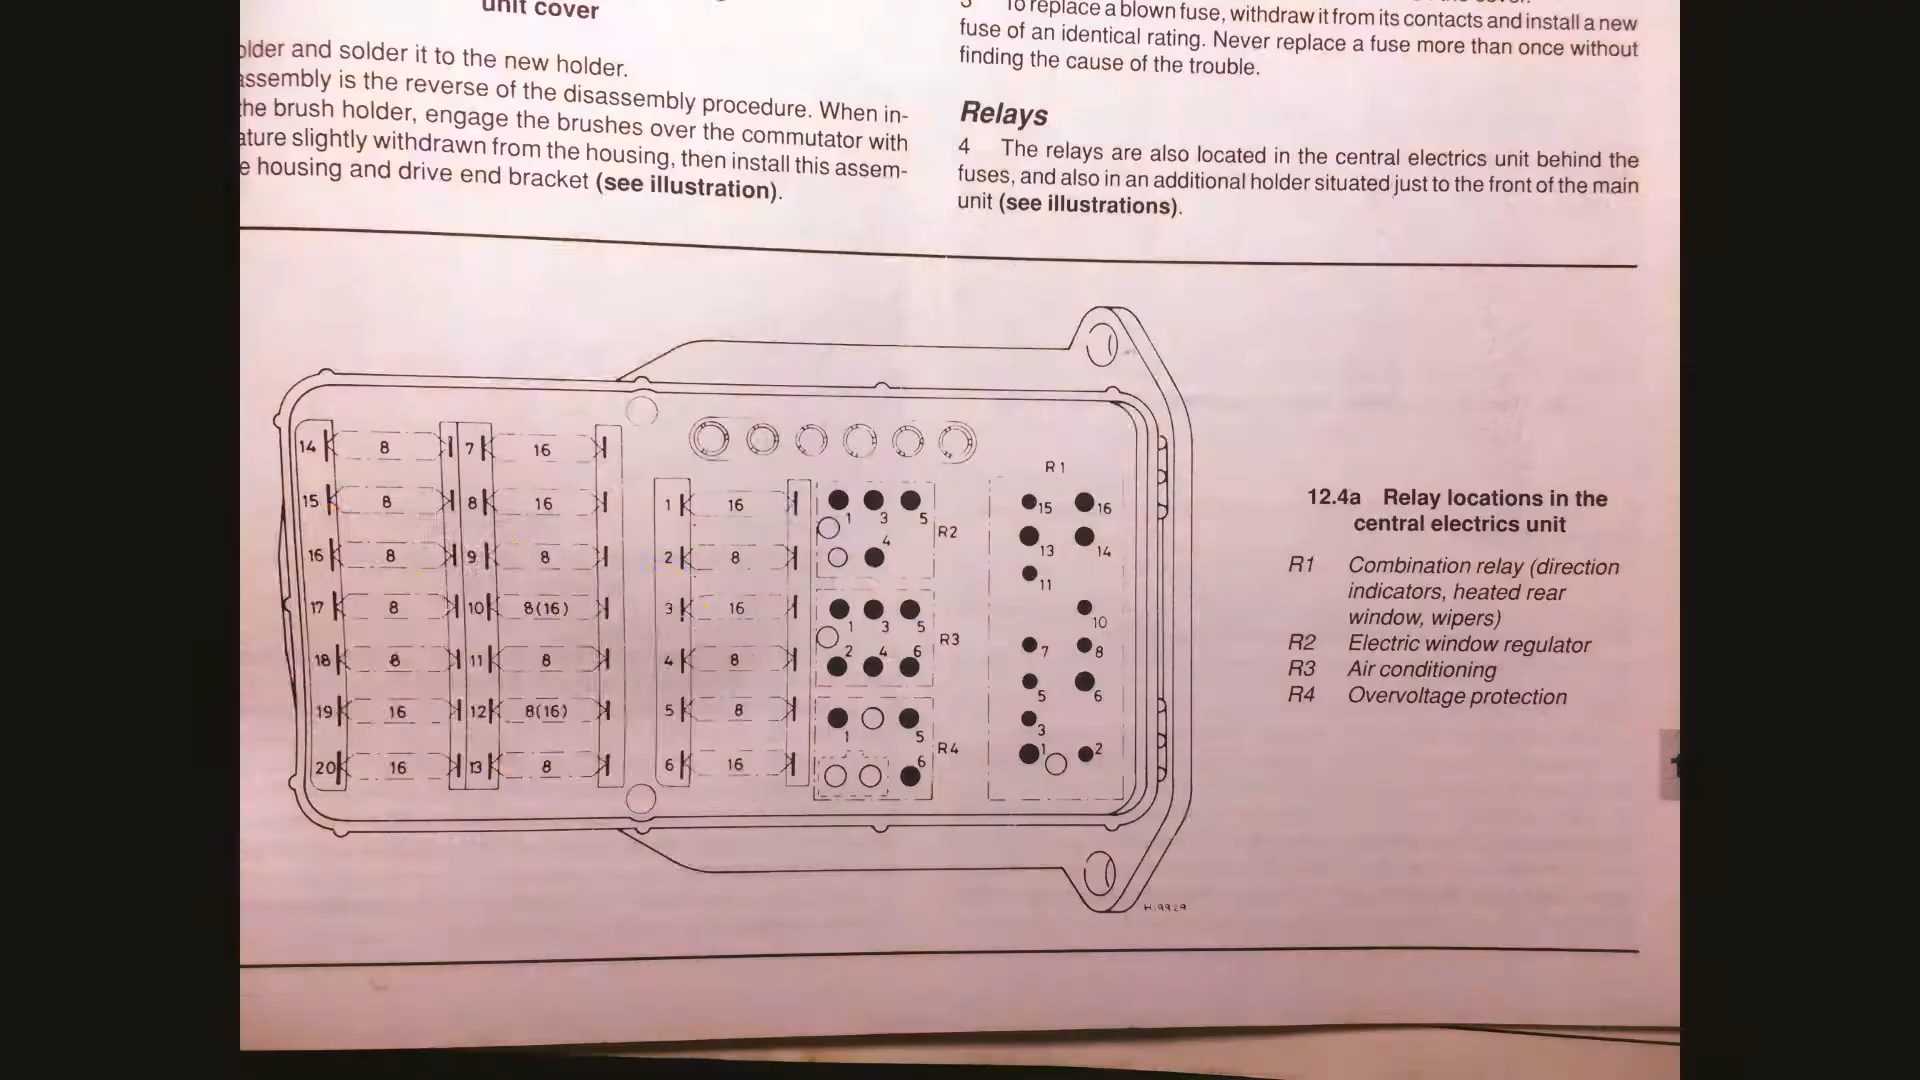 unit cover
older and solder it to the new holder.
assembly is the reverse of the disassembly procedure. When in-
the brush holder, engage the brushes over the commutator with
ature slightly withdrawn from the housing, then install this assem-
e housing and drive end bracket (see illustration).
To replace a blown fuse, withdraw it from its contacts and install a new
fuse of an identical rating. Never replace a fuse more than once without
finding the cause of the trouble.
Relays
4 The relays are also located in the central electrics unit behind the
fuses, and also in an additional holder situated just to the front of the main
unit (see illustrations).
14 8 7 16
15 8 8 16
16 8 9 8
17 8 10 8(16)
18 8 11 8
19 16 12 8(16)
20 16 13 8
1 16
2 8
3 16
4 8
5 8
6 16
1 3 5
4
R2
1 3 5
R3
2 4 6
1 5
R4
6
R1
15 16
13 14
11
10
7 8
5 6
3
1 2
H.9929
12.4a Relay locations in the
central electrics unit
R1 Combination relay (direction
indicators, heated rear
window, wipers)
R2 Electric window regulator
R3 Air conditioning
R4 Overvoltage protection